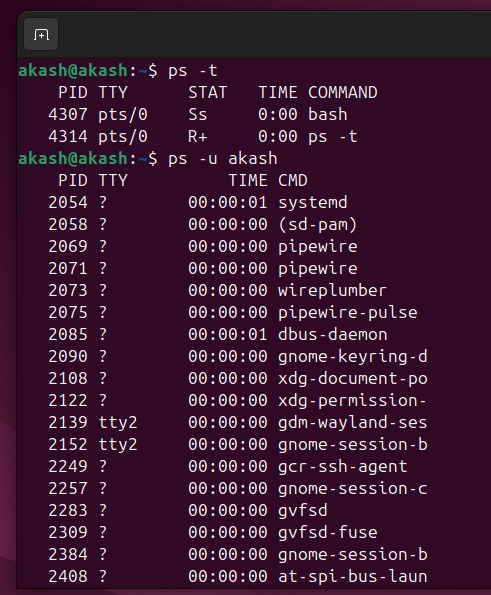 akash@akash:~$ ps -t
    PID TTY      STAT   TIME COMMAND
   4307 pts/0    Ss     0:00 bash
   4314 pts/0    R+     0:00 ps -t
akash@akash:~$ ps -u akash
    PID TTY          TIME CMD
   2054 ?        00:00:01 systemd
   2058 ?        00:00:00 (sd-pam)
   2069 ?        00:00:00 pipewire
   2071 ?        00:00:00 pipewire
   2073 ?        00:00:00 wireplumber
   2075 ?        00:00:00 pipewire-pulse
   2085 ?        00:00:01 dbus-daemon
   2090 ?        00:00:00 gnome-keyring-d
   2108 ?        00:00:00 xdg-document-po
   2122 ?        00:00:00 xdg-permission-
   2139 tty2     00:00:00 gdm-wayland-ses
   2152 tty2     00:00:00 gnome-session-b
   2249 ?        00:00:00 gcr-ssh-agent
   2257 ?        00:00:00 gnome-session-c
   2283 ?        00:00:00 gvfsd
   2309 ?        00:00:00 gvfsd-fuse
   2384 ?        00:00:00 gnome-session-b
   2408 ?        00:00:00 at-spi-bus-laun